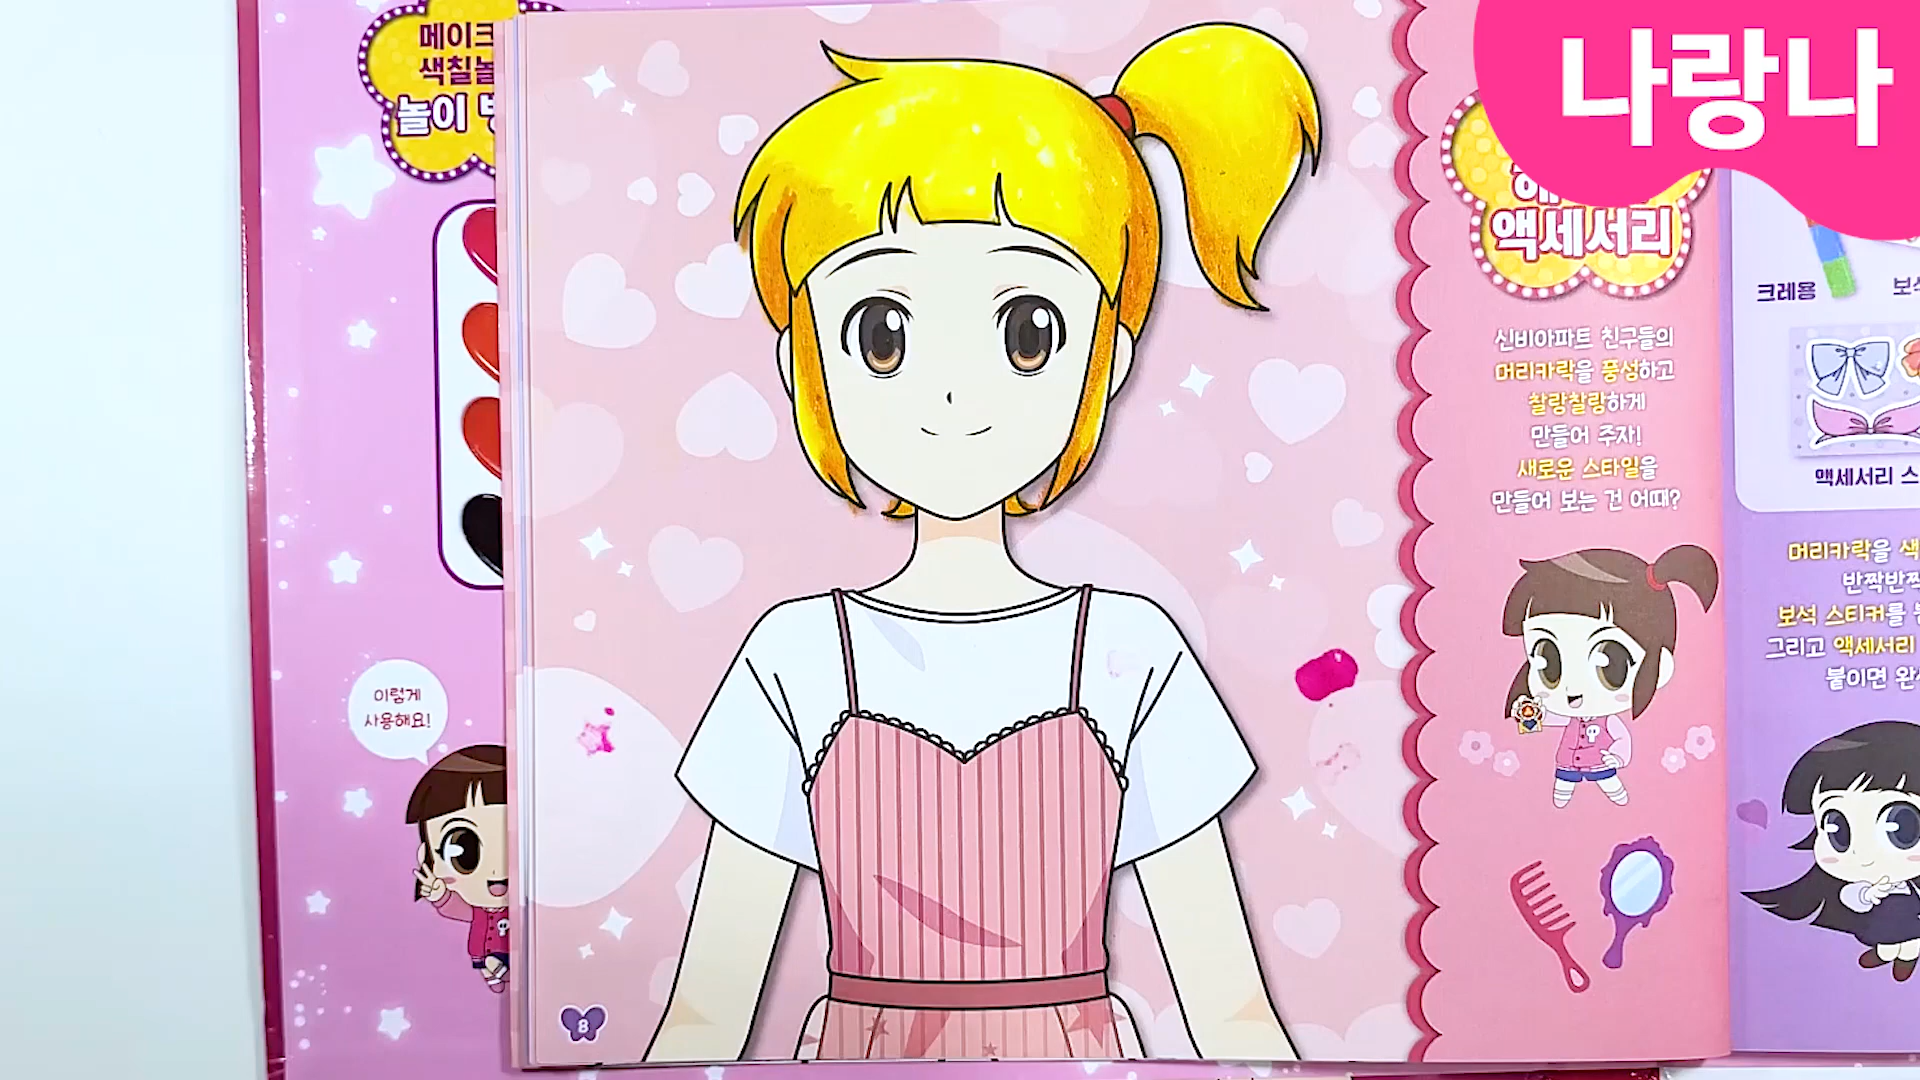 메이크
색칠놀
놀이
이렇게
사용해요!
8
나랑나
액세서리
신비아파트 친구들의
머리카락을 풍성하고
찰랑찰랑하게
만들어 주자!
새로운 스타일을
만들어 보는 건 어때?
크레용
액세서리
머리카락을
반짝반짝
보석 스티커를
그리고 액세서리
붙이면